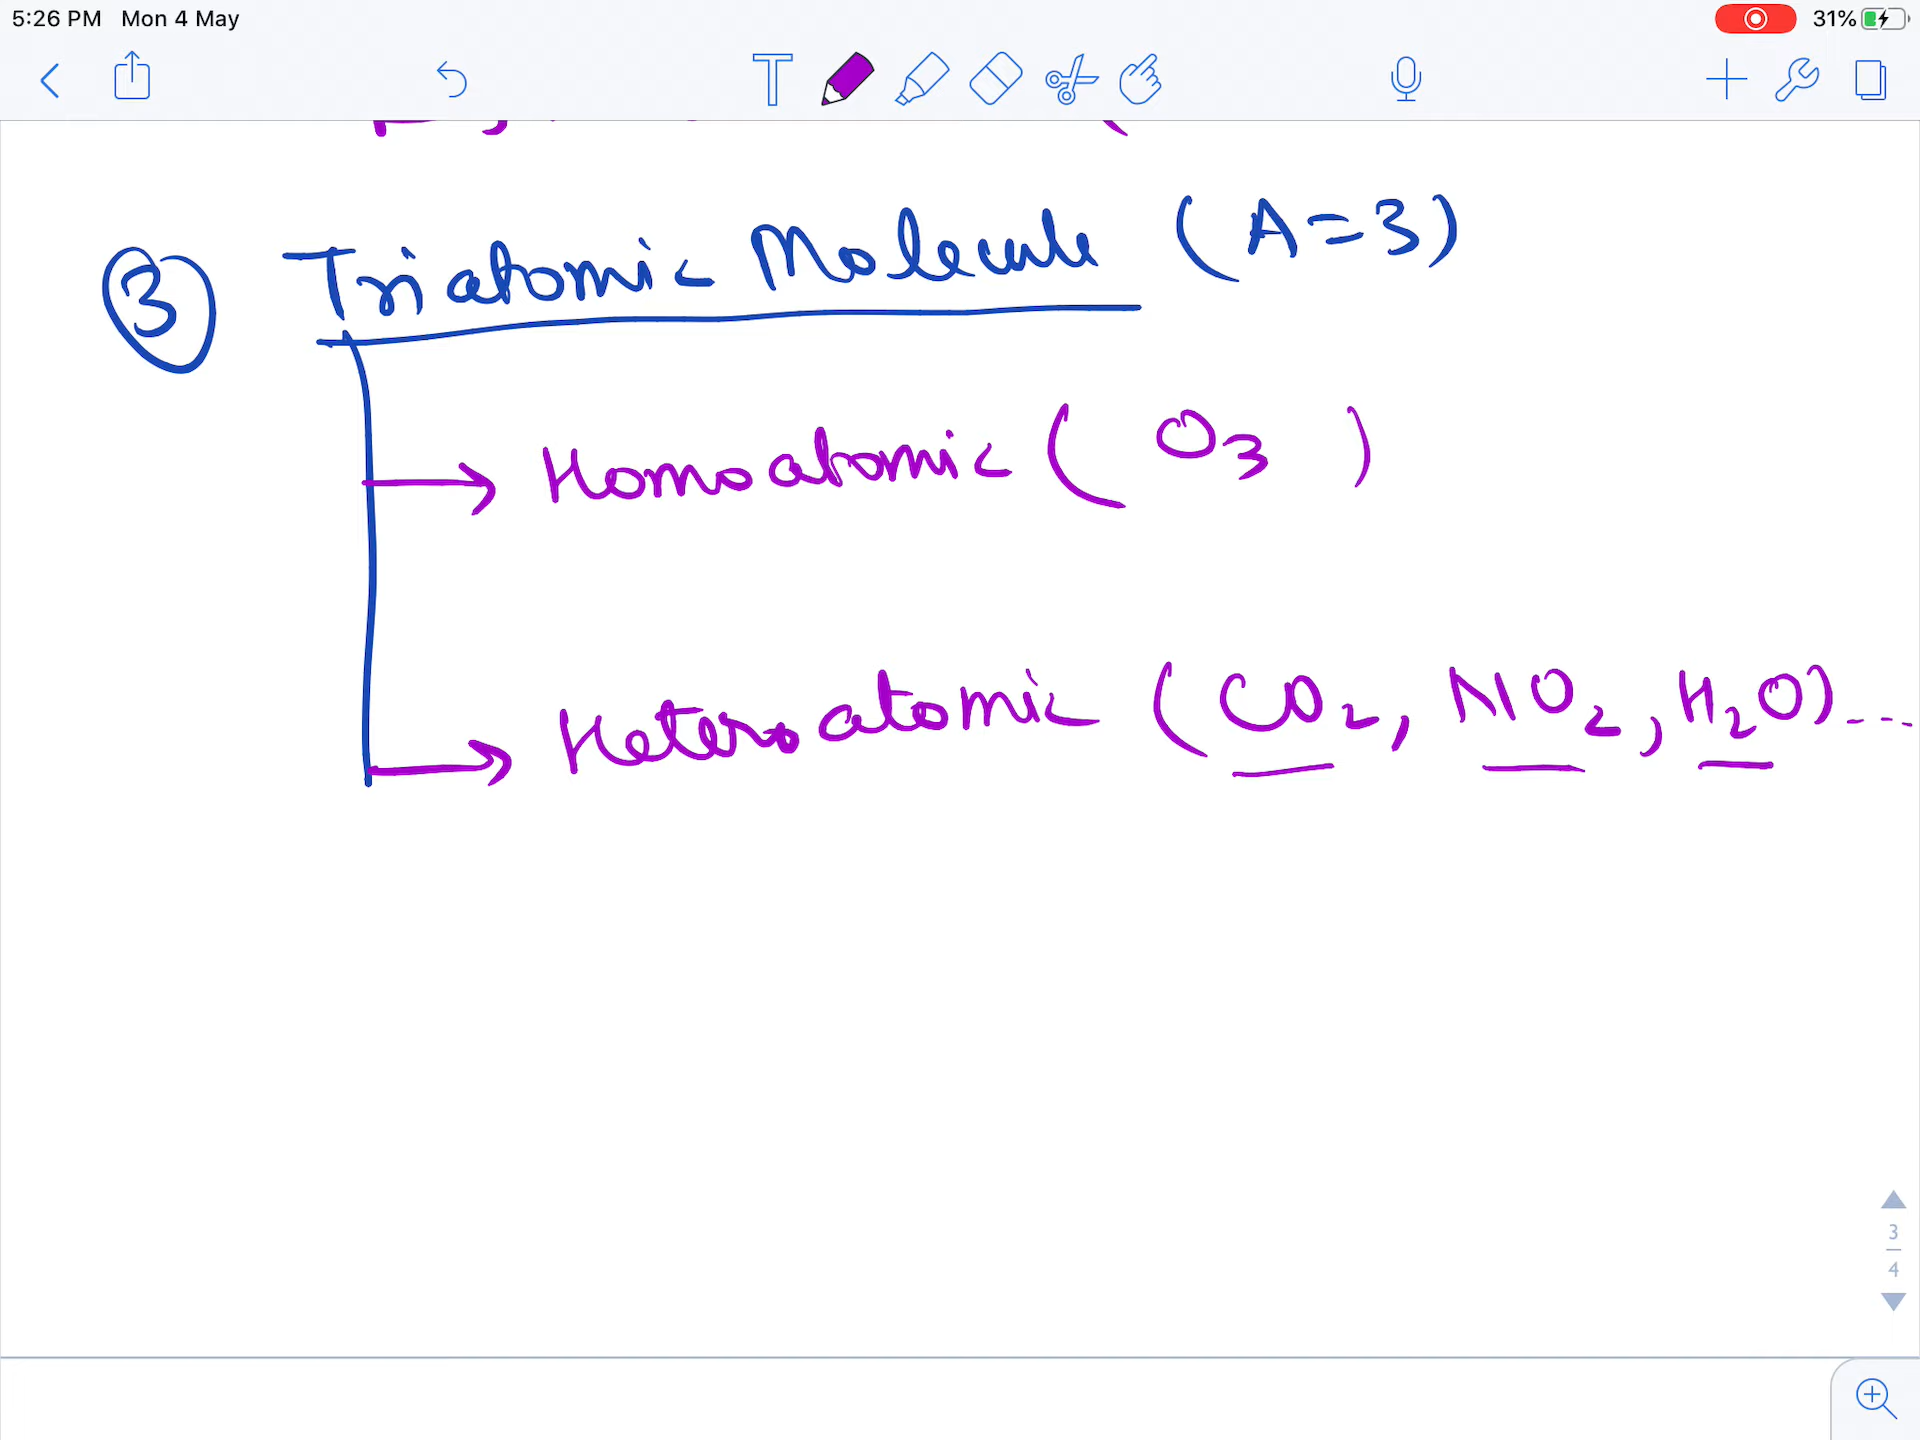 5:26 PM Mon 4 May 31%
T
③ Triatomic Molecule (A=3)
Homoatomic ( O₃ )
Heteroatomic (CO₂, NO₂, H₂O)----
3
4